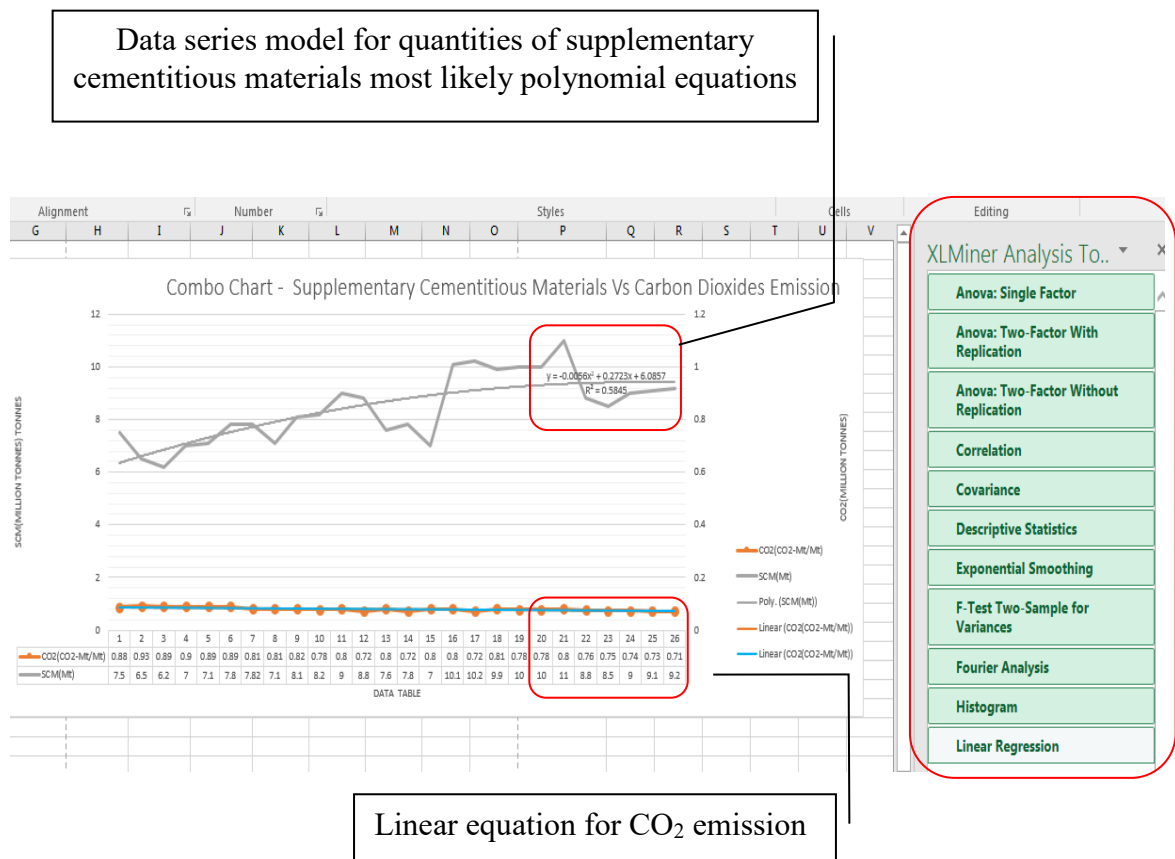 Data series model for quantities of supplementary
cementitious materials most likely polynomial equations
Alignment Number Styles Cells Editing
G H I J K L M N O P Q R S T U V
XLMiner Analysis To..
Combo Chart - Supplementary Cementitious Materials Vs Carbon Dioxides Emission
SCM(MILLION TONNES) TONNES
12
10
8
6
4
2
0
y = -0.0056x² + 0.2723x + 6.0857
R² = 0.5845
1.2
1
0.8
0.6
0.4
0.2
0
CO2(MILLION TONNES)
CO2(CO2-Mt/Mt)
SCM(Mt)
Poly. (SCM(Mt))
Linear (CO2(CO2-Mt/Mt))
Linear (CO2(CO2-Mt/Mt))
1 2 3 4 5 6 7 8 9 10 11 12 13 14 15 16 17 18 19 20 21 22 23 24 25 26
CO2(CO2-Mt/Mt) 0.88 0.93 0.89 0.9 0.89 0.89 0.81 0.81 0.82 0.78 0.8 0.72 0.8 0.72 0.8 0.8 0.72 0.81 0.78 0.78 0.8 0.76 0.75 0.74 0.73 0.71
SCM(Mt) 7.5 6.5 6.2 7 7.1 7.8 7.82 7.1 8.1 8.2 9 8.8 7.6 7.8 7 10.1 10.2 9.9 10 10 11 8.8 8.5 9 9.1 9.2
DATA TABLE
Anova: Single Factor
Anova: Two-Factor With
Replication
Anova: Two-Factor Without
Replication
Correlation
Covariance
Descriptive Statistics
Exponential Smoothing
F-Test Two-Sample for
Variances
Fourier Analysis
Histogram
Linear Regression
Linear equation for CO₂ emission